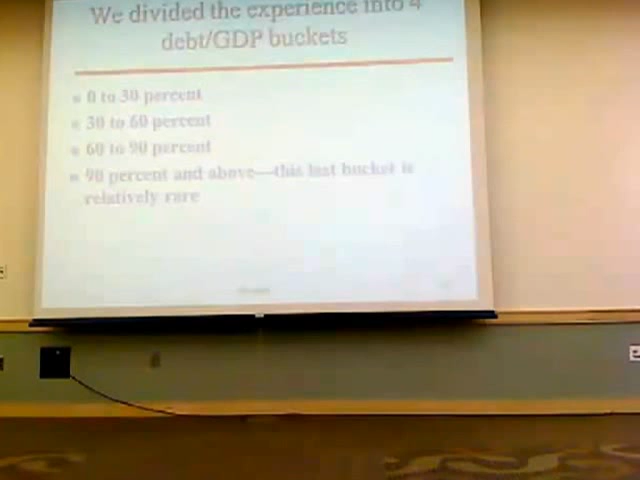 We divided the experience into 4
debt/GDP buckets
0 to 30 percent
30 to 60 percent
60 to 90 percent
90 percent and above—this last bucket is
relatively rare